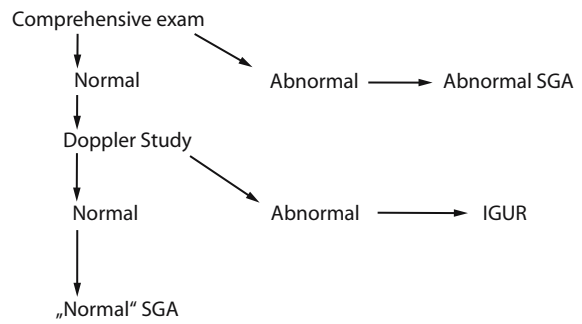 Comprehensive exam
Normal Abnormal Abnormal SGA
Doppler Study
Normal Abnormal IGUR
„Normal“ SGA